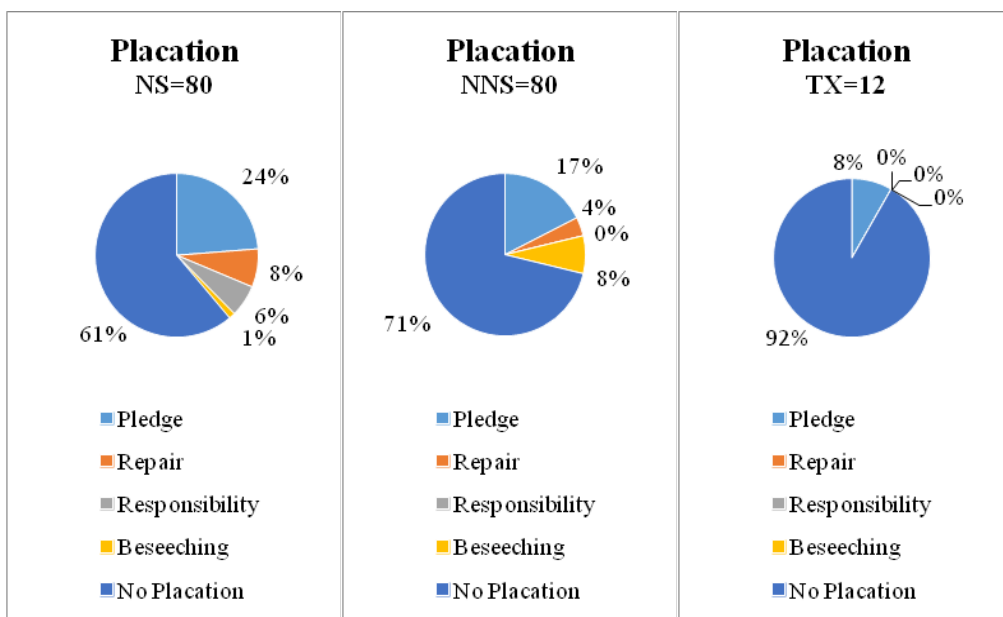 Placation
NS=80
24%
8%
6%
1%
61%
Pledge
Repair
Responsibility
Beseeching
No Placation
Placation
NNS=80
17%
4%
0%
8%
71%
Pledge
Repair
Responsibility
Beseeching
No Placation
Placation
TX=12
8%
0%
0%
0%
92%
Pledge
Repair
Responsibility
Beseeching
No Placation